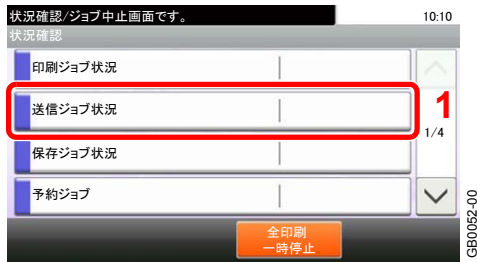 状況確認/ジョブ中止画面です。
10:10
状況確認
印刷ジョブ状況
送信ジョブ状況
1
1/4
保存ジョブ状況
予約ジョブ
全印刷
一時停止
GB0052-00